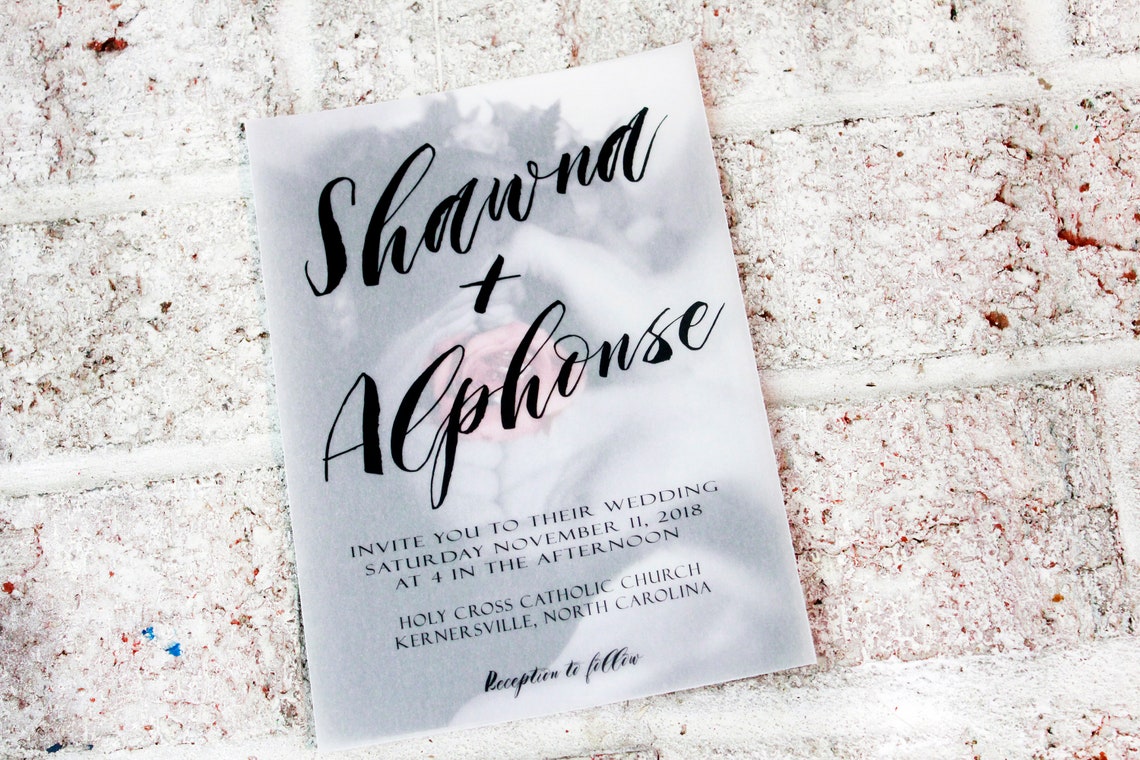 Shawna
+
Alphonse
INVITE YOU TO THEIR WEDDING
SATURDAY NOVEMBER 11, 2018
AT 4 IN THE AFTERNOON
HOLY CROSS CATHOLIC CHURCH
KERNERSVILLE, NORTH CAROLINA
Reception to follow